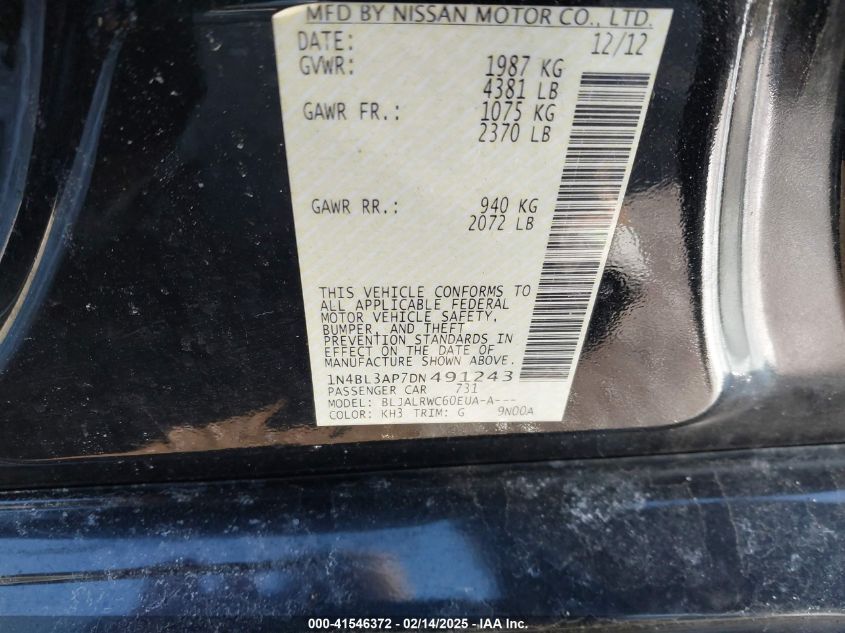 MFD BY NISSAN MOTOR CO., LTD.
DATE: 12/12
GVWR: 1987 KG
4381 LB
GAWR FR.: 1075 KG
2370 LB
GAWR RR.: 940 KG
2072 LB
THIS VEHICLE CONFORMS TO
ALL APPLICABLE FEDERAL
MOTOR VEHICLE SAFETY,
BUMPER, AND THEFT
PREVENTION STANDARDS IN
EFFECT ON THE DATE OF
MANUFACTURE SHOWN ABOVE.
1N4BL3AP7DN491243
PASSENGER CAR 731
MODEL: BLJALRWC60EUA-A---
COLOR: KH3 TRIM: G 9N00A
000-41546372 - 02/14/2025 - IAA Inc.